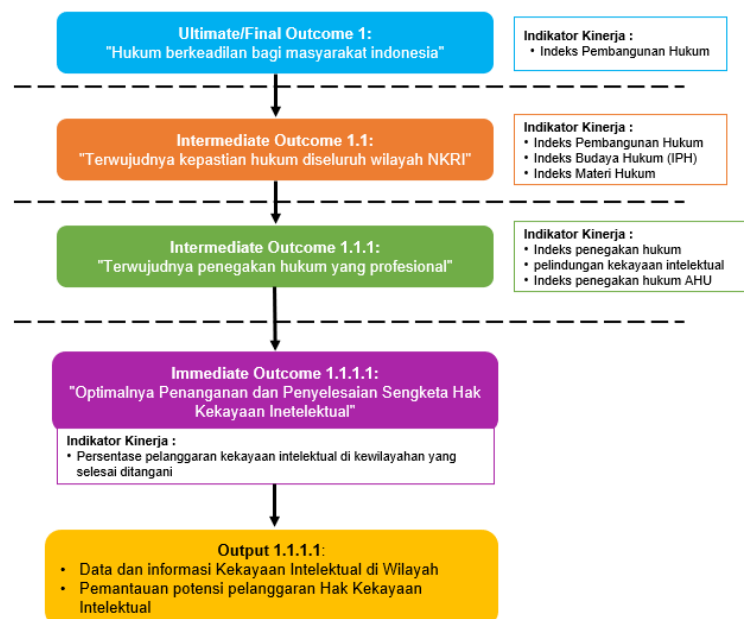 Ultimate/Final Outcome 1:
"Hukum berkeadilan bagi masyarakat indonesia"
Indikator Kinerja :
• Indeks Pembangunan Hukum
Intermediate Outcome 1.1:
"Terwujudnya kepastian hukum diseluruh wilayah NKRI"
Indikator Kinerja :
• Indeks Pembangunan Hukum
• Indeks Budaya Hukum (IPH)
• Indeks Materi Hukum
Intermediate Outcome 1.1.1:
"Terwujudnya penegakan hukum yang profesional"
Indikator Kinerja :
• Indeks penegakan hukum
• pelindungan kekayaan intelektual
• Indeks penegakan hukum AHU
Immediate Outcome 1.1.1.1:
"Optimalnya Penanganan dan Penyelesaian Sengketa Hak
Kekayaan Inetelektual"
Indikator Kinerja :
• Persentase pelanggaran kekayaan intelektual di kewilayahan yang
selesai ditangani
Output 1.1.1.1:
• Data dan informasi Kekayaan Intelektual di Wilayah
• Pemantauan potensi pelanggaran Hak Kekayaan
Intelektual